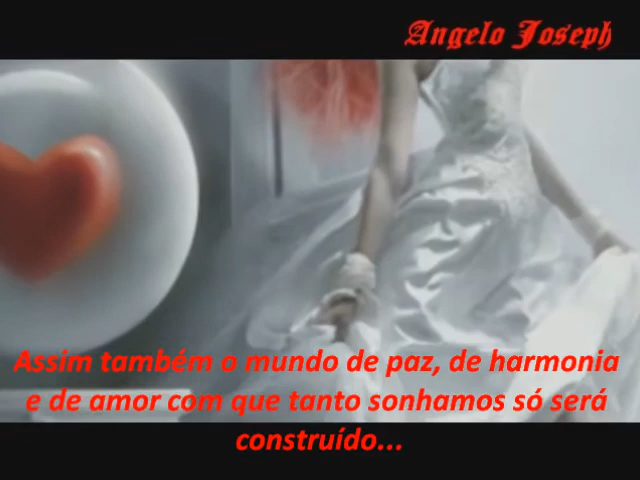 Angelo Joseph
Assim também o mundo de paz, de harmonia
e de amor com que tanto sonhamos só será
construído...